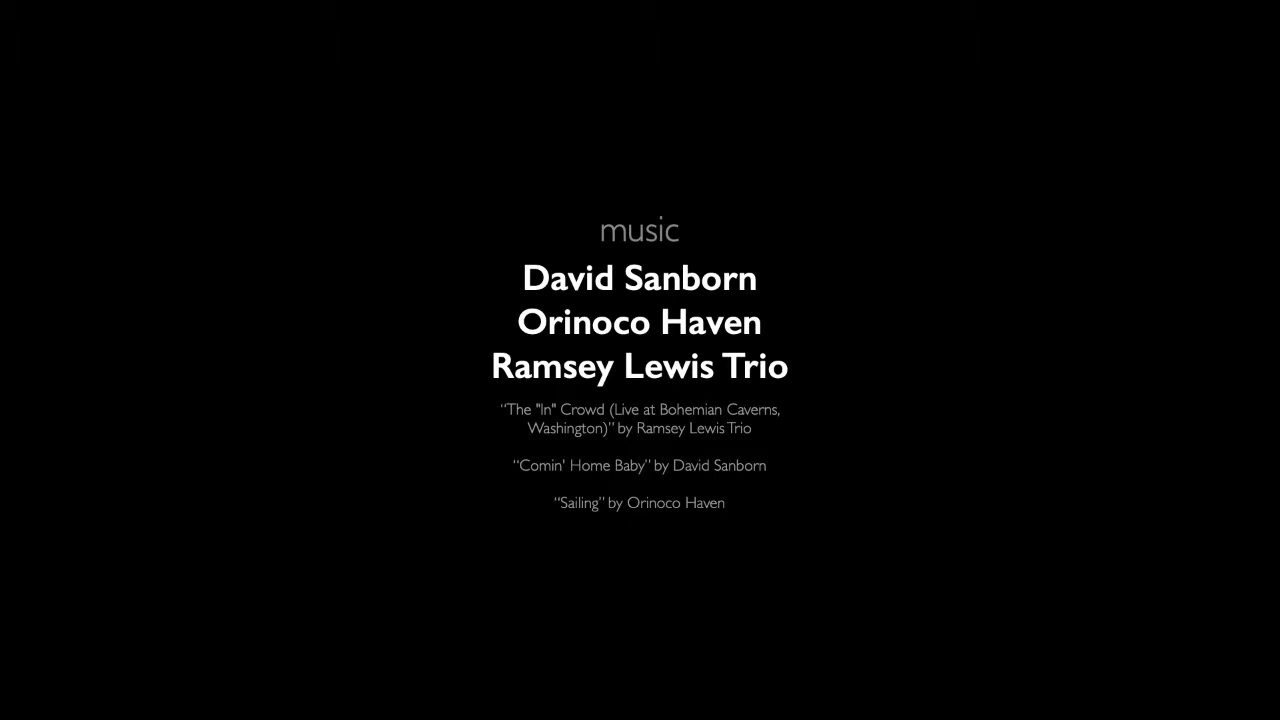 music
David Sanborn
Orinoco Haven
Ramsey Lewis Trio
“The "In" Crowd (Live at Bohemian Caverns,
Washington)” by Ramsey Lewis Trio
“Comin' Home Baby” by David Sanborn
“Sailing” by Orinoco Haven